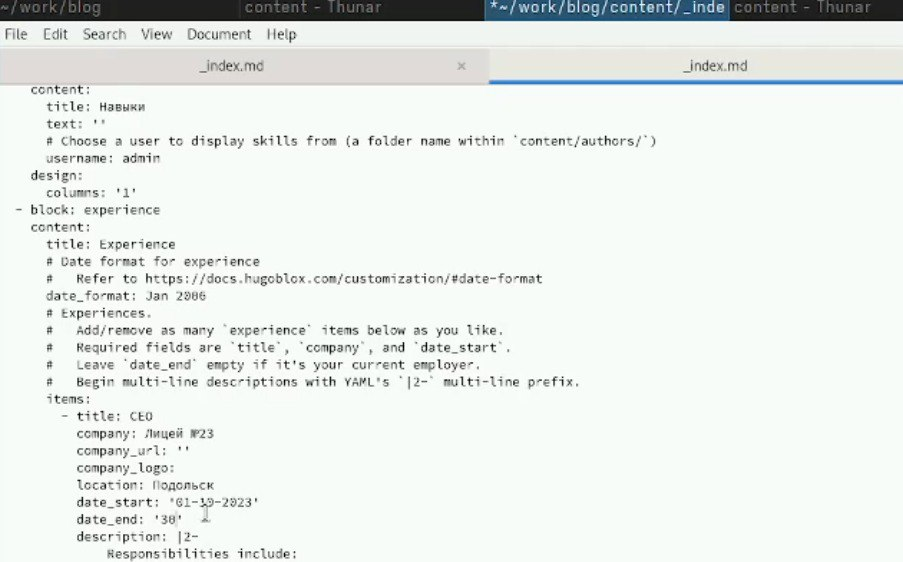 ~/work/blog content - Thunar *~/work/blog/content/_inde content - Thunar
File Edit Search View Document Help
_index.md × _index.md
content:
title: Навыки
text: ''
# Choose a user to display skills from (a folder name within `content/authors/`)
username: admin
design:
columns: '1'
- block: experience
content:
title: Experience
# Date format for experience
# Refer to https://docs.hugoblox.com/customization/#date-format
date_format: Jan 2006
# Experiences.
# Add/remove as many `experience` items below as you like.
# Required fields are `title`, `company`, and `date_start`.
# Leave `date_end` empty if it's your current employer.
# Begin multi-line descriptions with YAML's `|2-` multi-line prefix.
items:
- title: CEO
company: Лицей №23
company_url: ''
company_logo:
location: Подольск
date_start: '01-10-2023'
date_end: '30'
description: |2-
Responsibilities include: